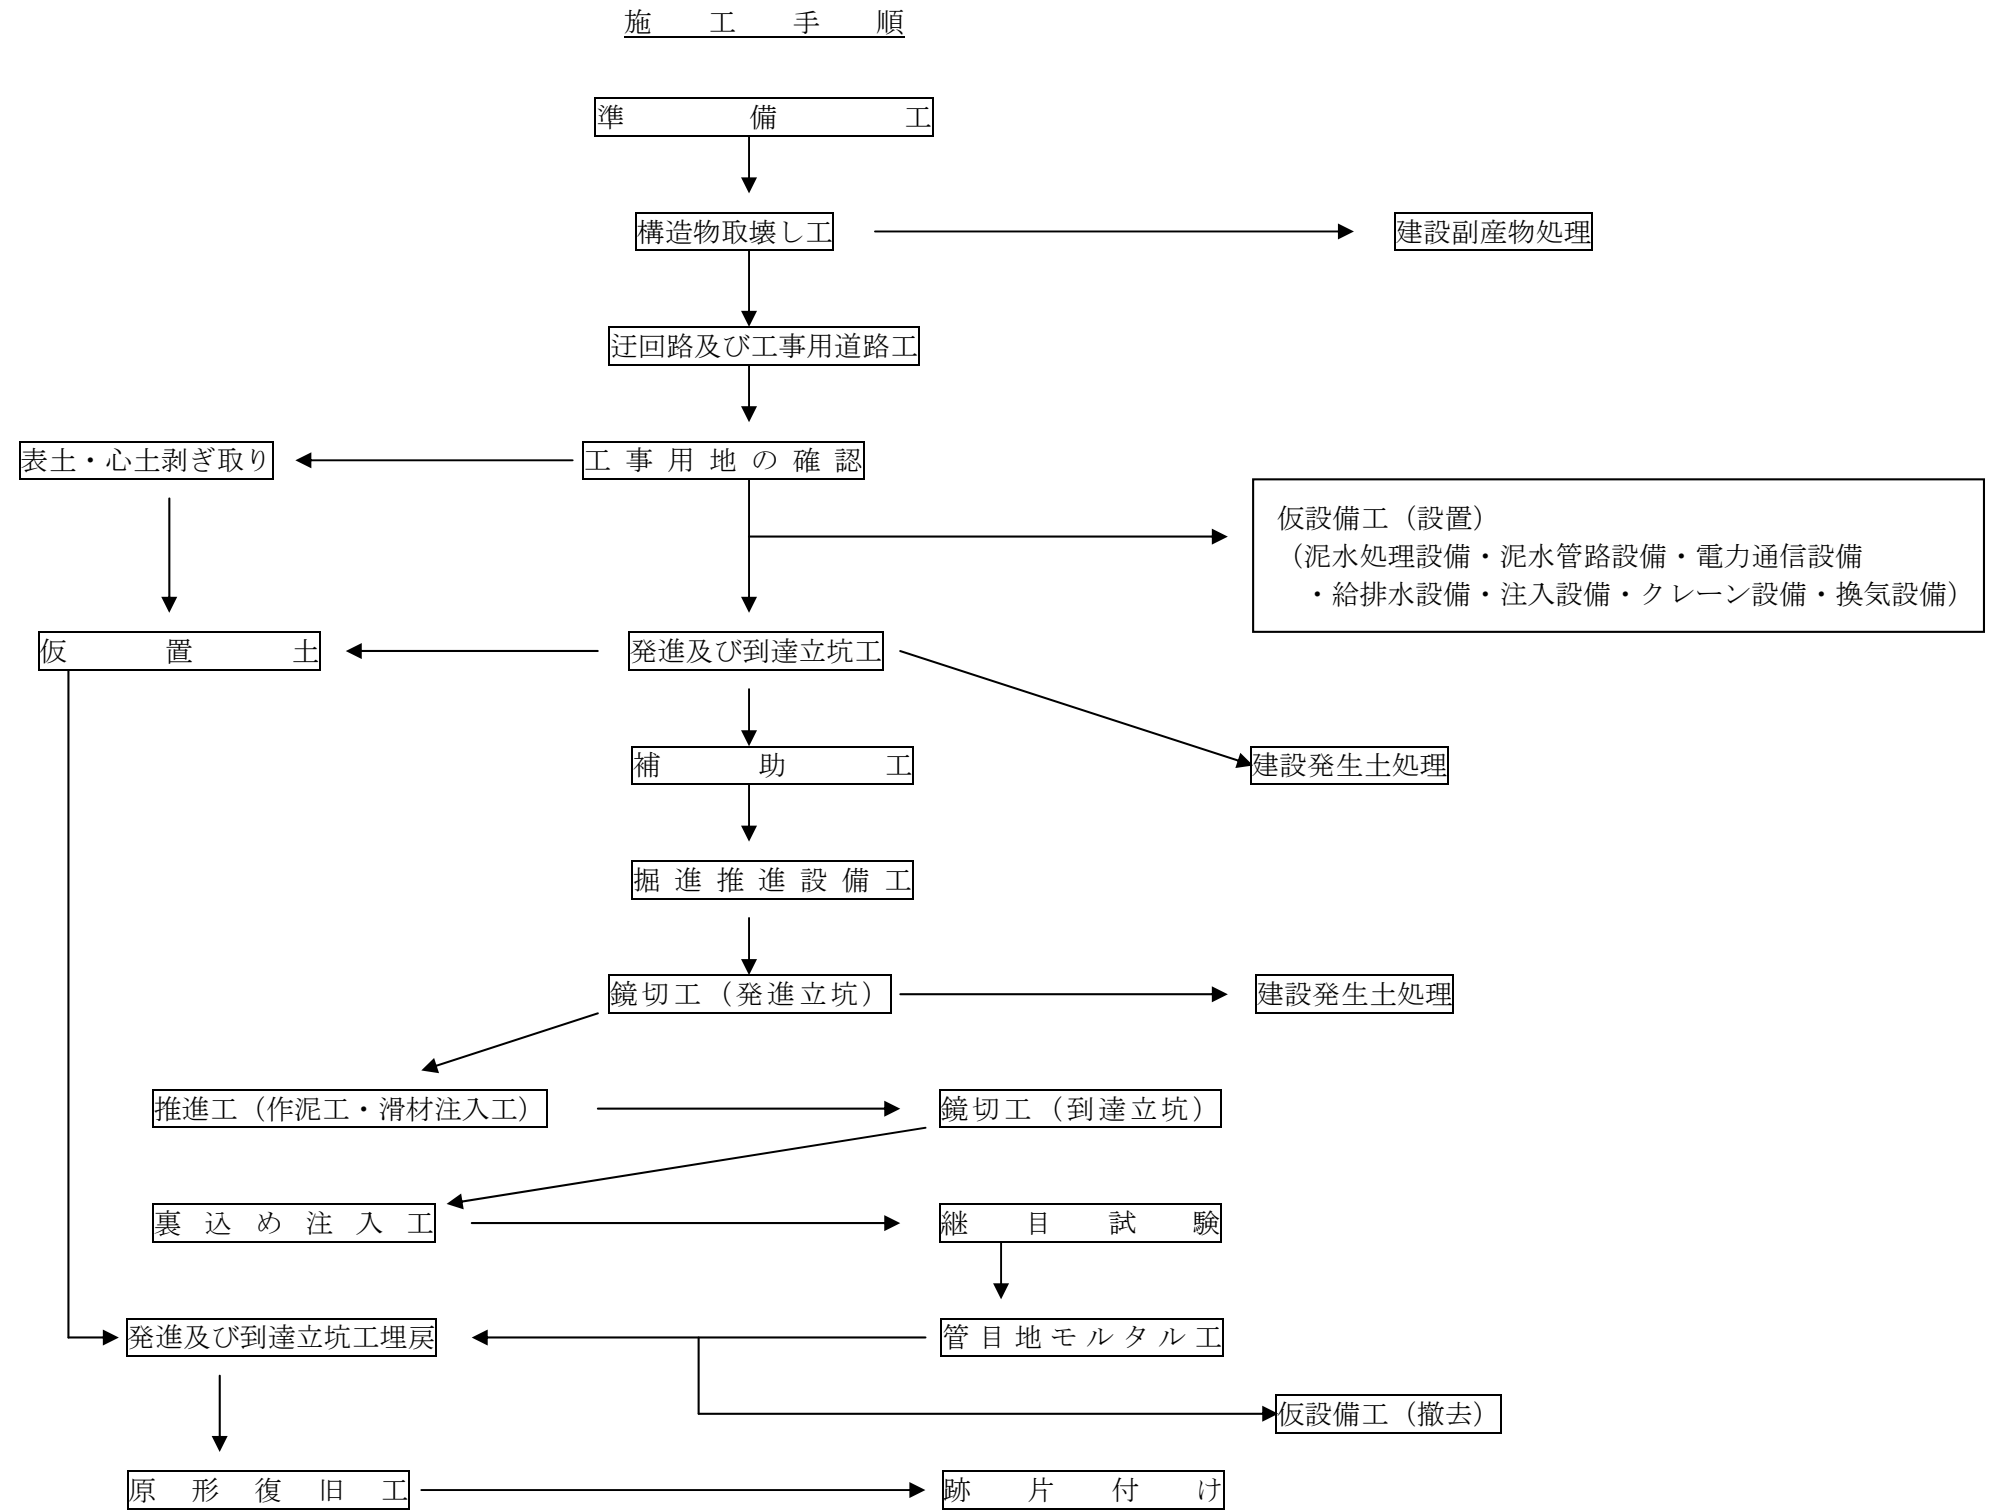 施工手順
準備工
構造物取壊し工
建設副産物処理
迂回路及び工事用道路工
表土・心土剥ぎ取り
工事用地の確認
仮設備工（設置）
（泥水処理設備・泥水管路設備・電力通信設備
・給排水設備・注入設備・クレーン設備・換気設備）
仮置土
発進及び到達立坑工
補助工
建設発生土処理
掘進推進設備工
鏡切工（発進立坑）
建設発生土処理
推進工（作泥工・滑材注入工）
鏡切工（到達立坑）
裏込め注入工
継目試験
発進及び到達立坑工埋戻
管目地モルタル工
仮設備工（撤去）
原形復旧工
跡片付け